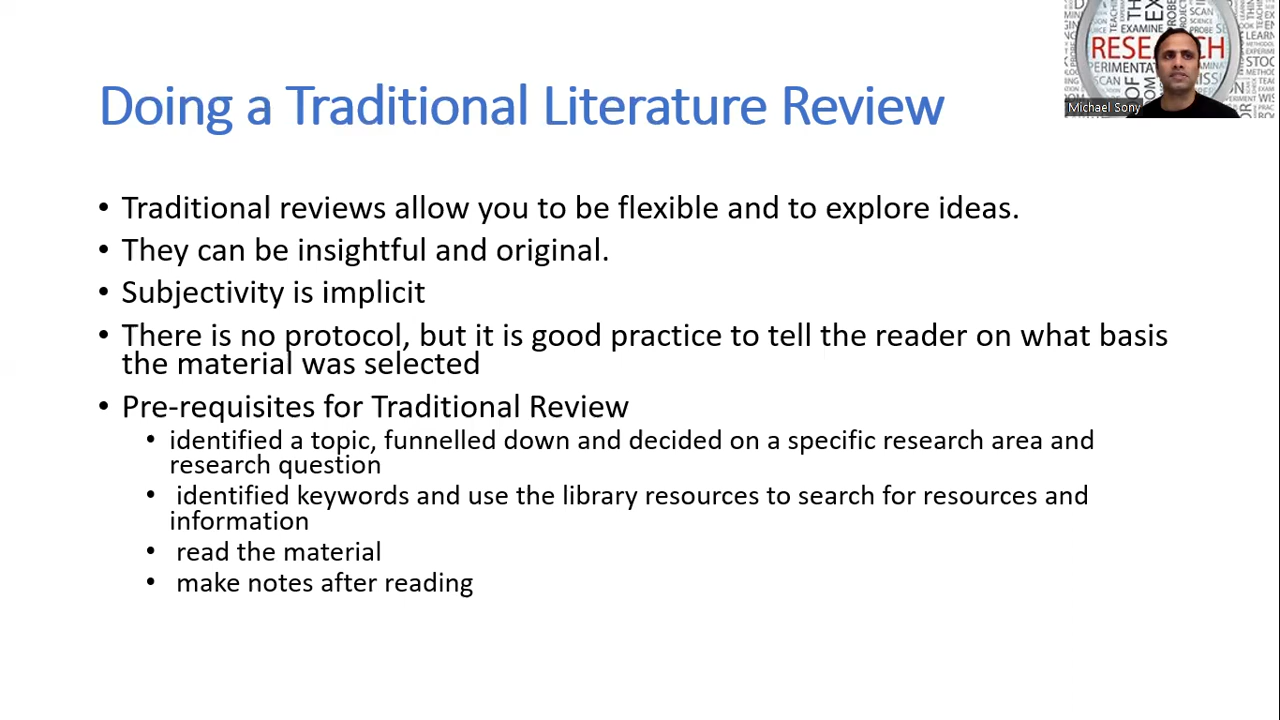 Doing a Traditional Literature Review
RESEARCH
EXAMINE
Michael Sony
• Traditional reviews allow you to be flexible and to explore ideas.
• They can be insightful and original.
• Subjectivity is implicit
• There is no protocol, but it is good practice to tell the reader on what basis
the material was selected
• Pre-requisites for Traditional Review
• identified a topic, funnelled down and decided on a specific research area and
research question
• identified keywords and use the library resources to search for resources and
information
• read the material
• make notes after reading